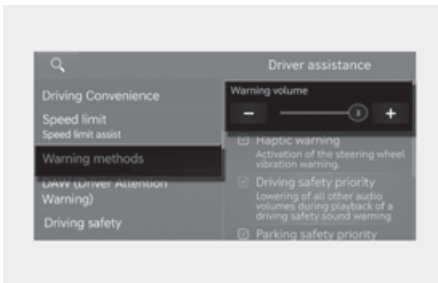 Driver assistance
Driving Convenience
Speed limit
Speed limit assist
Warning methods
DAW (Driver Attention
Warning)
Driving safety
Warning volume
3
Haptic warning
Activation of the steering wheel
vibration warning.
Driving safety priority
Lowering of all other audio
volumes during playback of a
driving safety sound warning
Parking safety priority